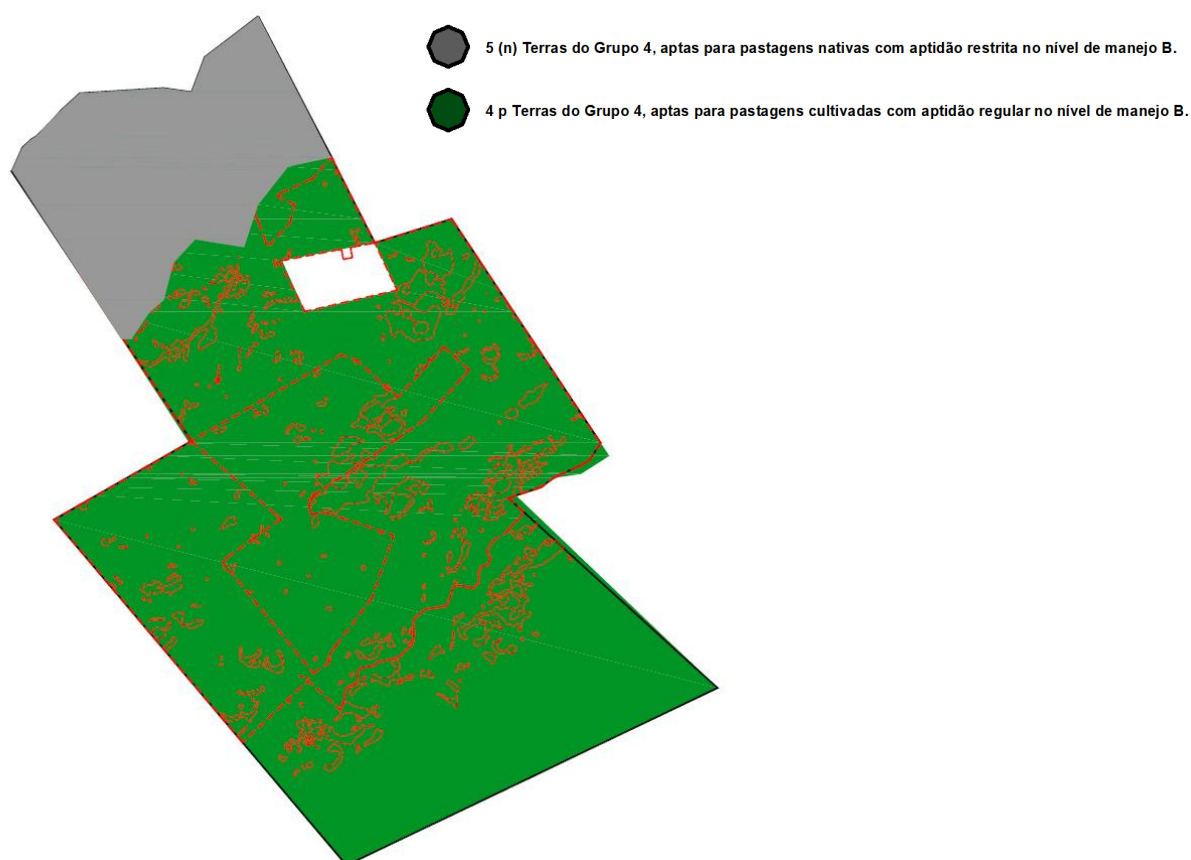 5 (n) Terras do Grupo 4, aptas para pastagens nativas com aptidão restrita no nível de manejo B.
4 p Terras do Grupo 4, aptas para pastagens cultivadas com aptidão regular no nível de manejo B.